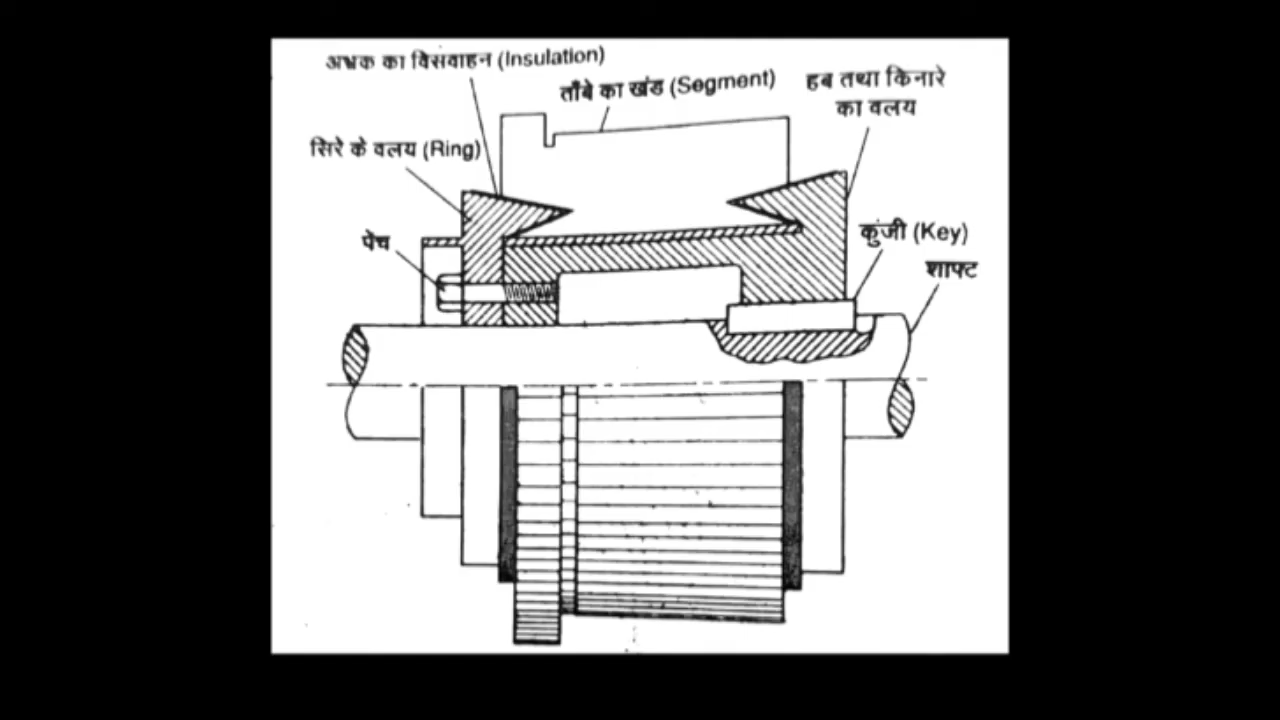 अभ्रक का विसवाहन (Insulation)
ताँबे का खंड (Segment)
हब तथा किनारे
का वलय
सिरे के वलय (Ring)
पेंच
कुंजी (Key)
शाफ्ट